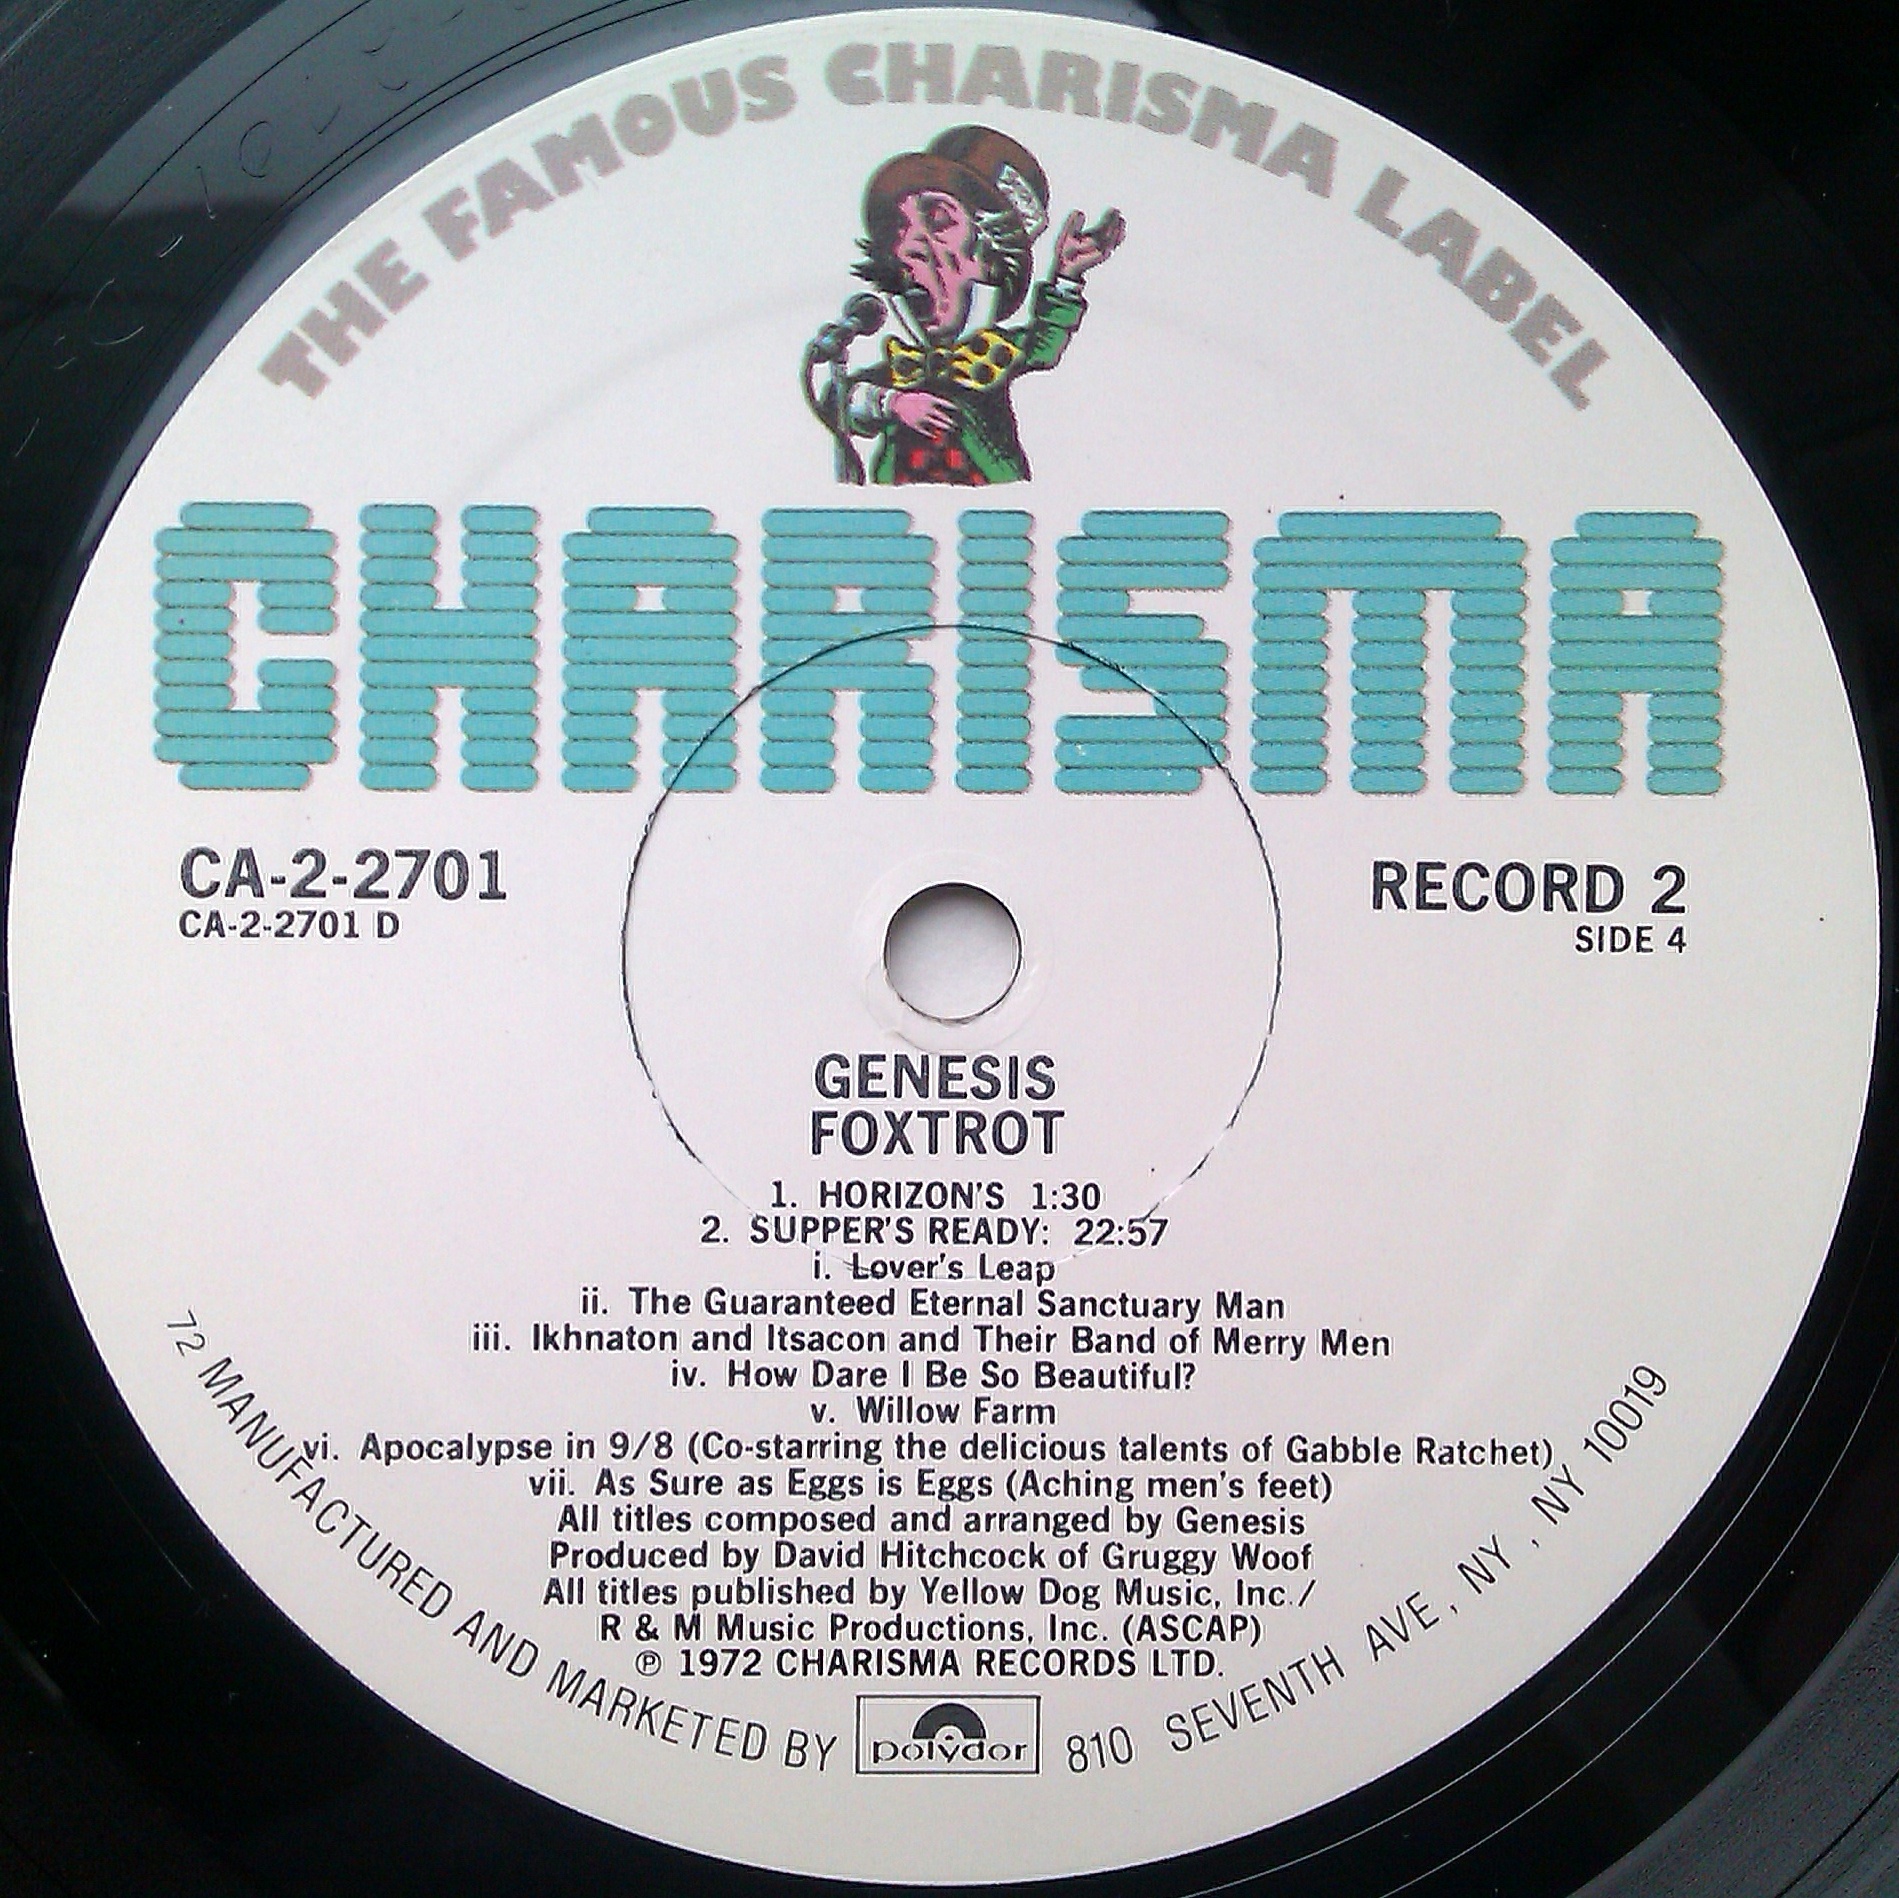 THE FAMOUS CHARISMA LABEL
CHARISMA
CA-2-2701
CA-2-2701 D
RECORD 2
SIDE 4
GENESIS
FOXTROT
1. HORIZON'S 1:30
2. SUPPER'S READY: 22:57
i. Lover's Leap
ii. The Guaranteed Eternal Sanctuary Man
iii. Ikhnaton and Itsacon and Their Band of Merry Men
iv. How Dare I Be So Beautiful?
v. Willow Farm
vi. Apocalypse in 9/8 (Co-starring the delicious talents of Gabble Ratchet)
vii. As Sure as Eggs is Eggs (Aching men's feet)
All titles composed and arranged by Genesis
Produced by David Hitchcock of Gruggy Woof
All titles published by Yellow Dog Music, Inc./
R & M Music Productions, Inc. (ASCAP)
℗ 1972 CHARISMA RECORDS LTD.
72 MANUFACTURED AND MARKETED BY polydor 810 SEVENTH AVE, NY, NY 10019